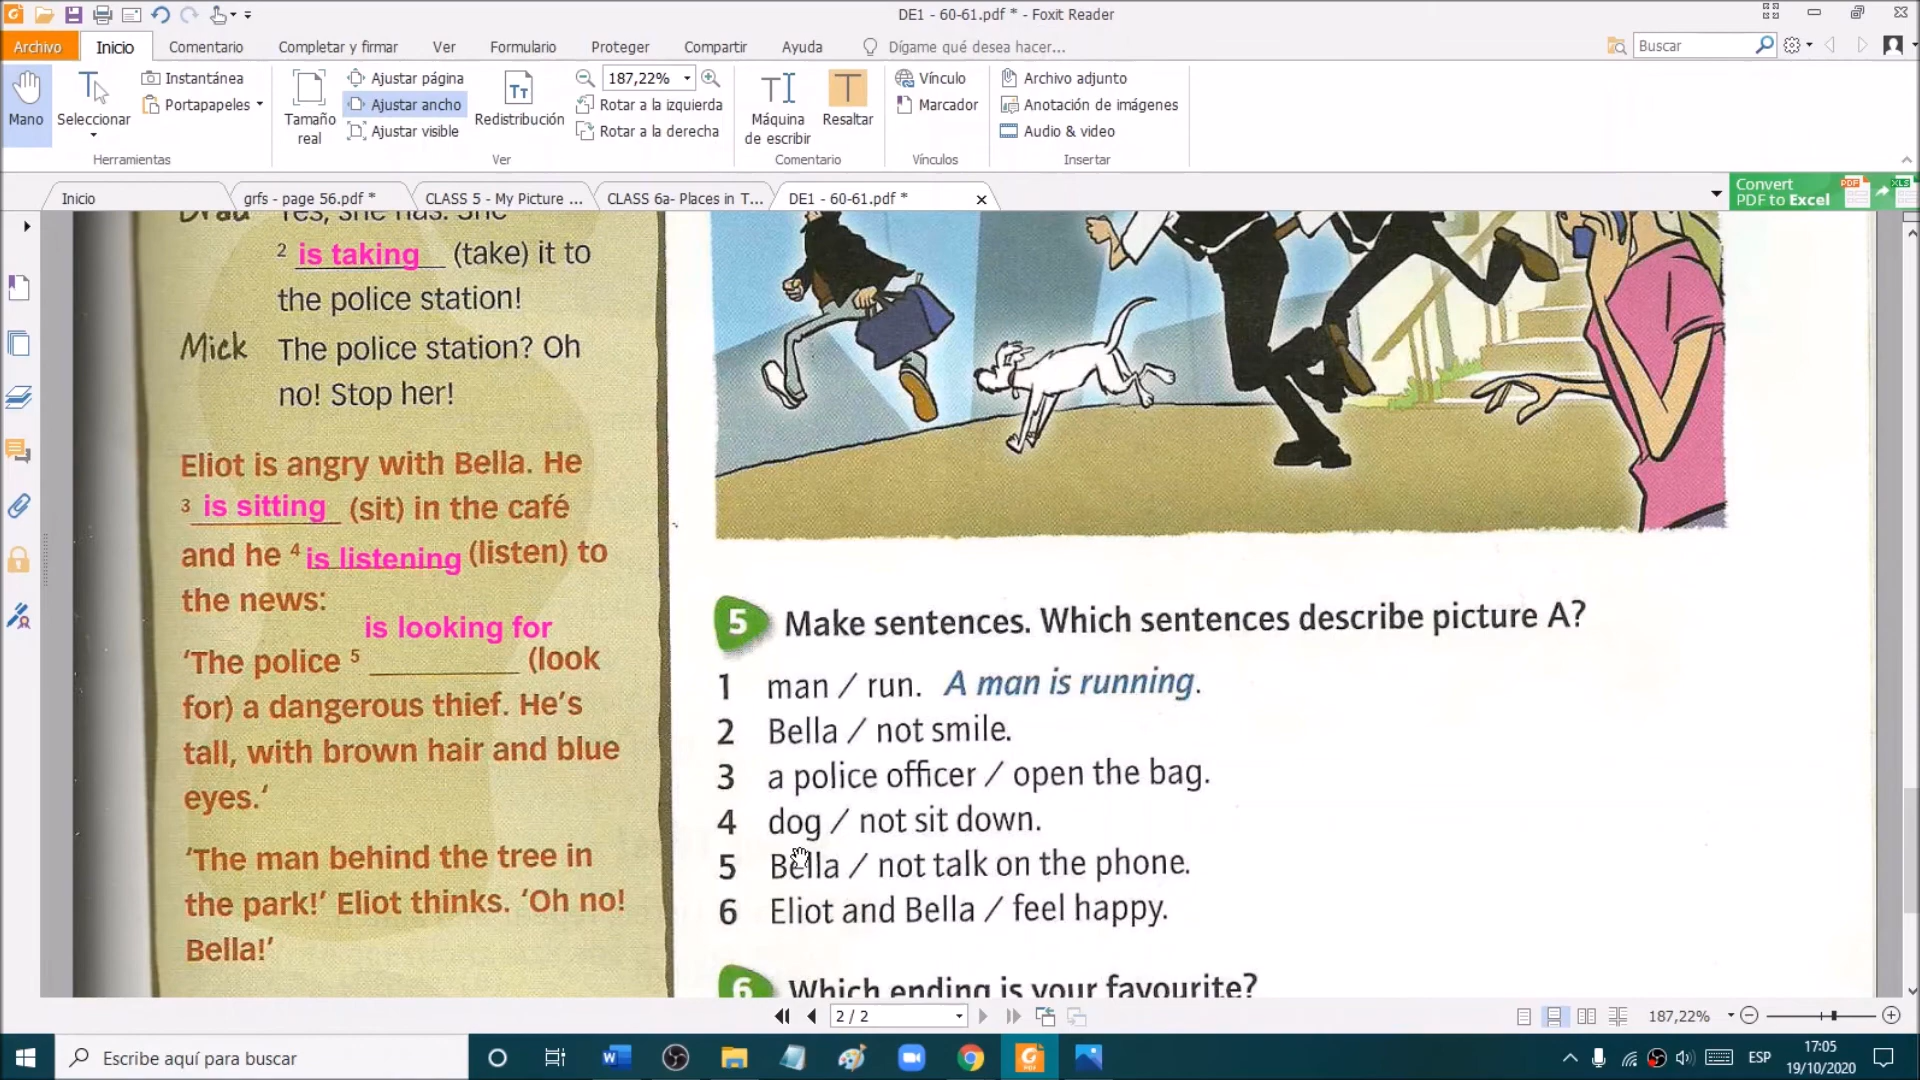 DE1 - 60-61.pdf * - Foxit Reader
Archivo
Inicio
Comentario
Completar y firmar
Ver
Formulario
Proteger
Compartir
Ayuda
Dígame qué desea hacer...
Buscar
Mano
Seleccionar
Instantánea
Portapapeles
Herramientas
Tamaño
real
Ajustar página
Ajustar ancho
Ajustar visible
Redistribución
187,22%
Rotar a la izquierda
Rotar a la derecha
Ver
Máquina
de escribir
Resaltar
Comentario
Vínculo
Marcador
Vínculos
Archivo adjunto
Anotación de imágenes
Audio & video
Insertar
Inicio
grfs - page 56.pdf *
CLASS 5 - My Picture ...
CLASS 6a- Places in T...
DE1 - 60-61.pdf *
Convert
PDF to Excel
PDF
XLS
Brad Yes, she has. She
2 is taking (take) it to
the police station!
Mick The police station? Oh
no! Stop her!
Eliot is angry with Bella. He
3 is sitting (sit) in the café
and he 4 is listening (listen) to
the news:
is looking for
‘The police 5 __________ (look
for) a dangerous thief. He’s
tall, with brown hair and blue
eyes.‘
‘The man behind the tree in
the park!’ Eliot thinks. ‘Oh no!
Bella!’
5 Make sentences. Which sentences describe picture A?
1 man / run. A man is running.
2 Bella / not smile.
3 a police officer / open the bag.
4 dog / not sit down.
5 Bella / not talk on the phone.
6 Eliot and Bella / feel happy.
6 Which ending is your favourite?
2 / 2
187,22%
Escribe aquí para buscar
ESP
17:05
19/10/2020